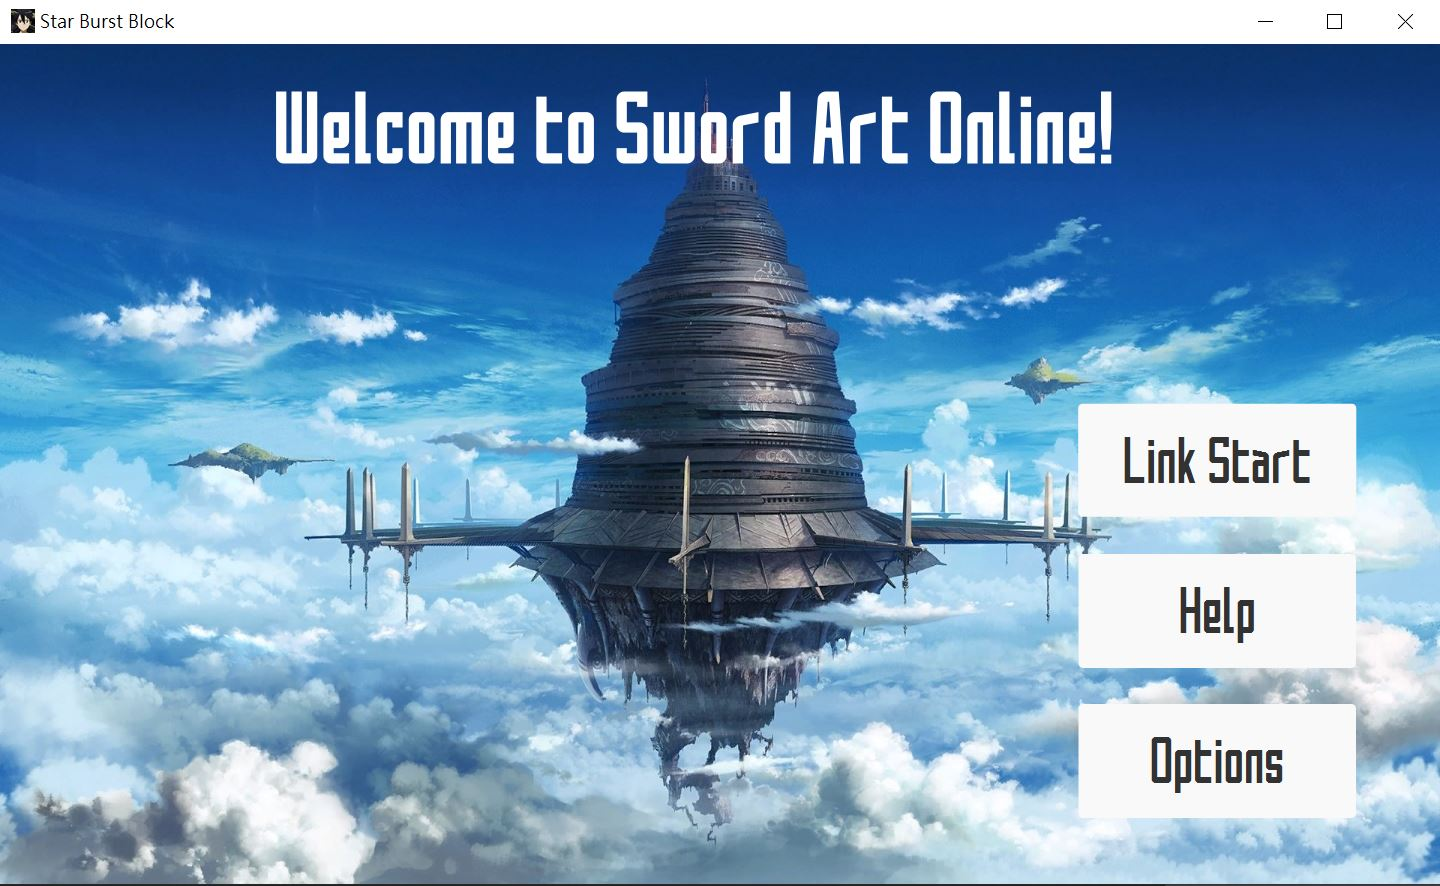 Star Burst Block
Welcome to Sword Art Online!
Link Start
Help
Options